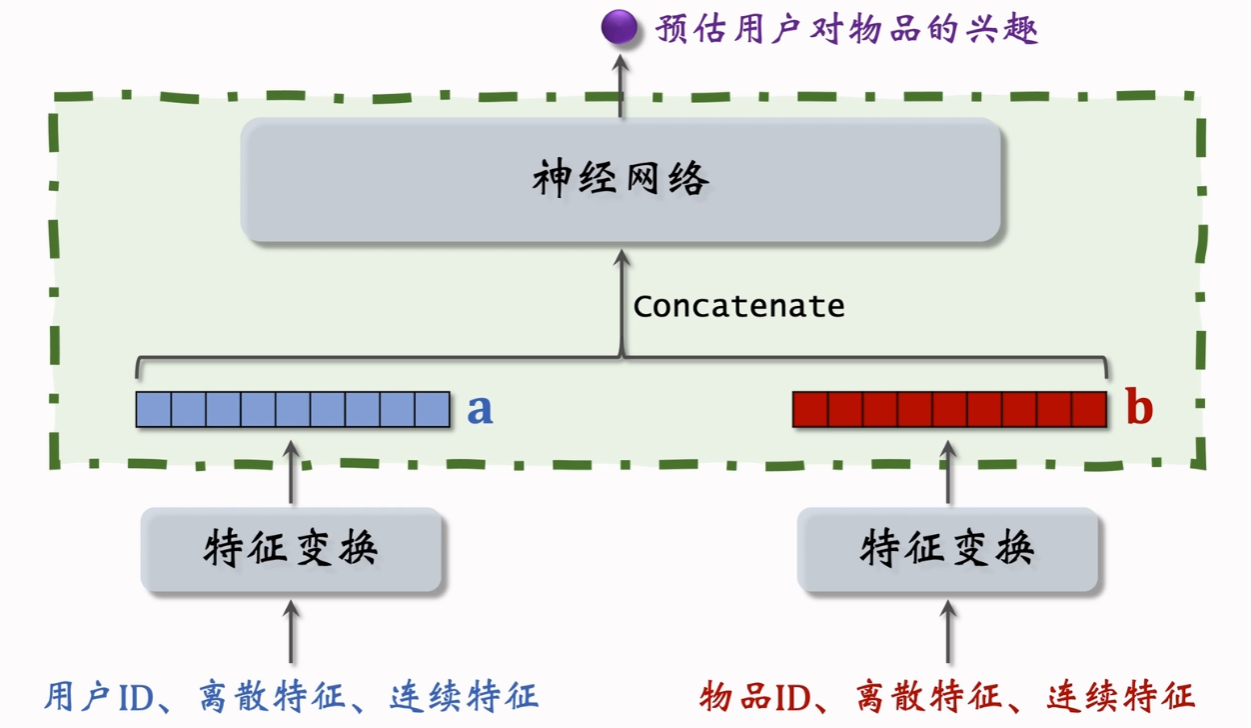 预估用户对物品的兴趣
神经网络
Concatenate
a
b
特征变换
特征变换
用户ID、离散特征、连续特征
物品ID、离散特征、连续特征